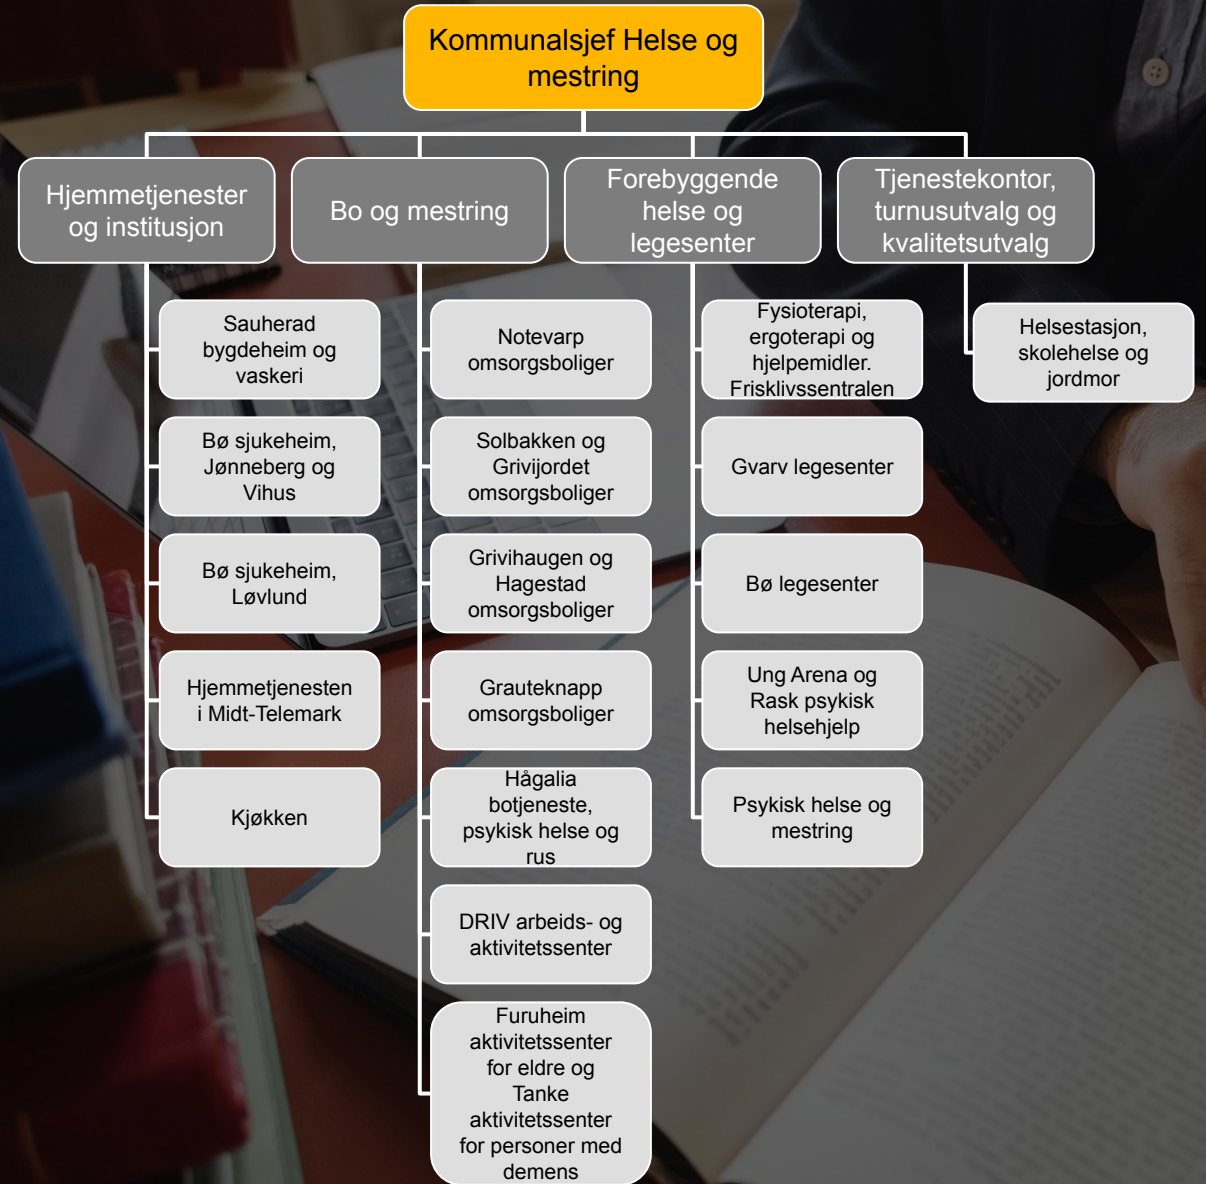 Kommunalsjef Helse og
mestring
Hjemmetjenester
og institusjon
Bo og mestring
Forebyggende
helse og
legesenter
Tjenestekontor,
turnusutvalg og
kvalitetsutvalg
Sauherad
bygdeheim og
vaskeri
Bø sjukeheim,
Jønneberg og
Vihus
Bø sjukeheim,
Løvlund
Hjemmetjenesten
i Midt-Telemark
Kjøkken
Notevarp
omsorgsboliger
Solbakken og
Grivijordet
omsorgsboliger
Grivihaugen og
Hagestad
omsorgsboliger
Grauteknapp
omsorgsboliger
Hågalia
botjeneste,
psykisk helse og
rus
DRIV arbeids- og
aktivitetssenter
Furuheim
aktivitetssenter
for eldre og
Tanke
aktivitetssenter
for personer med
demens
Fysioterapi,
ergoterapi og
hjelpemidler.
Frisklivssentralen
Gvarv legesenter
Bø legesenter
Ung Arena og
Rask psykisk
helsehjelp
Psykisk helse og
mestring
Helsestasjon,
skolehelse og
jordmor